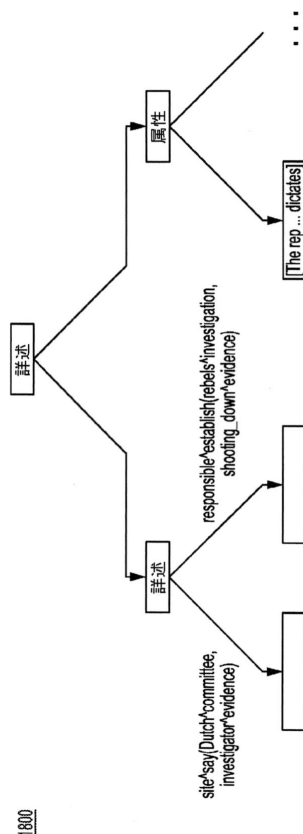 1800
詳述
詳述
属性
site^say(Dutch^committee,
investigator^evidence)
responsible^establish(rebels^investigation,
shooting_down^evidence)
[The rep ... dictates]
...